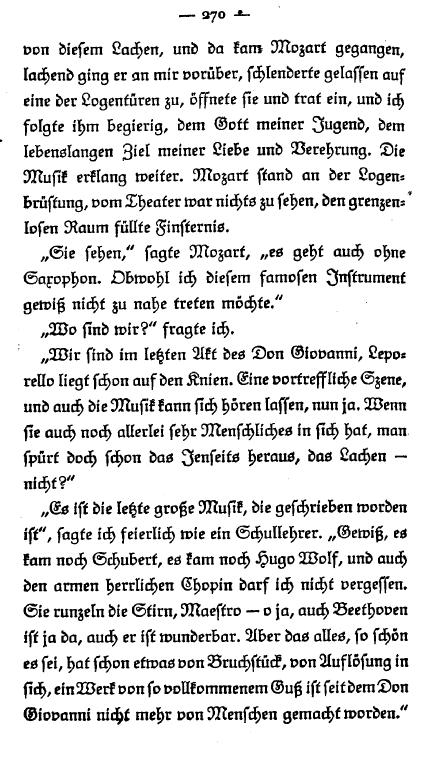 — 270 —
von diesem Lachen, und da kam Mozart gegangen,
lachend ging er an mir vorüber, schlenderte gelassen auf
eine der Logentüren zu, öffnete sie und trat ein, und ich
folgte ihm begierig, dem Gott meiner Jugend, dem
lebenslangen Ziel meiner Liebe und Verehrung. Die
Musik erklang weiter. Mozart stand an der Logen-
brüstung, vom Theater war nichts zu sehen, den grenzen-
losen Raum füllte Finsternis.
„Sie sehen,“ sagte Mozart, „es geht auch ohne
Saxophon. Obwohl ich diesem famosen Instrument
gewiß nicht zu nahe treten möchte.“
„Wo sind wir?“ fragte ich.
„Wir sind im letzten Akt des Don Giovanni, Lepo-
rello liegt schon auf den Knien. Eine vortreffliche Szene,
und auch die Musik kann sich hören lassen, nun ja. Wenn
sie auch noch allerlei sehr Menschliches in sich hat, man
spürt doch schon das Jenseits heraus, das Lachen —
nicht?“
„Es ist die letzte große Musik, die geschrieben worden
ist“, sagte ich feierlich wie ein Schullehrer. „Gewiß, es
kam noch Schubert, es kam noch Hugo Wolf, und auch
den armen herrlichen Chopin darf ich nicht vergessen.
Sie runzeln die Stirn, Maestro — o ja, auch Beethoven
ist ja da, auch er ist wunderbar. Aber das alles, so schön
es sei, hat schon etwas von Bruchstück, von Auflösung in
sich, ein Werk von so vollkommenem Guß ist seit dem Don
Giovanni nicht mehr von Menschen gemacht worden.“